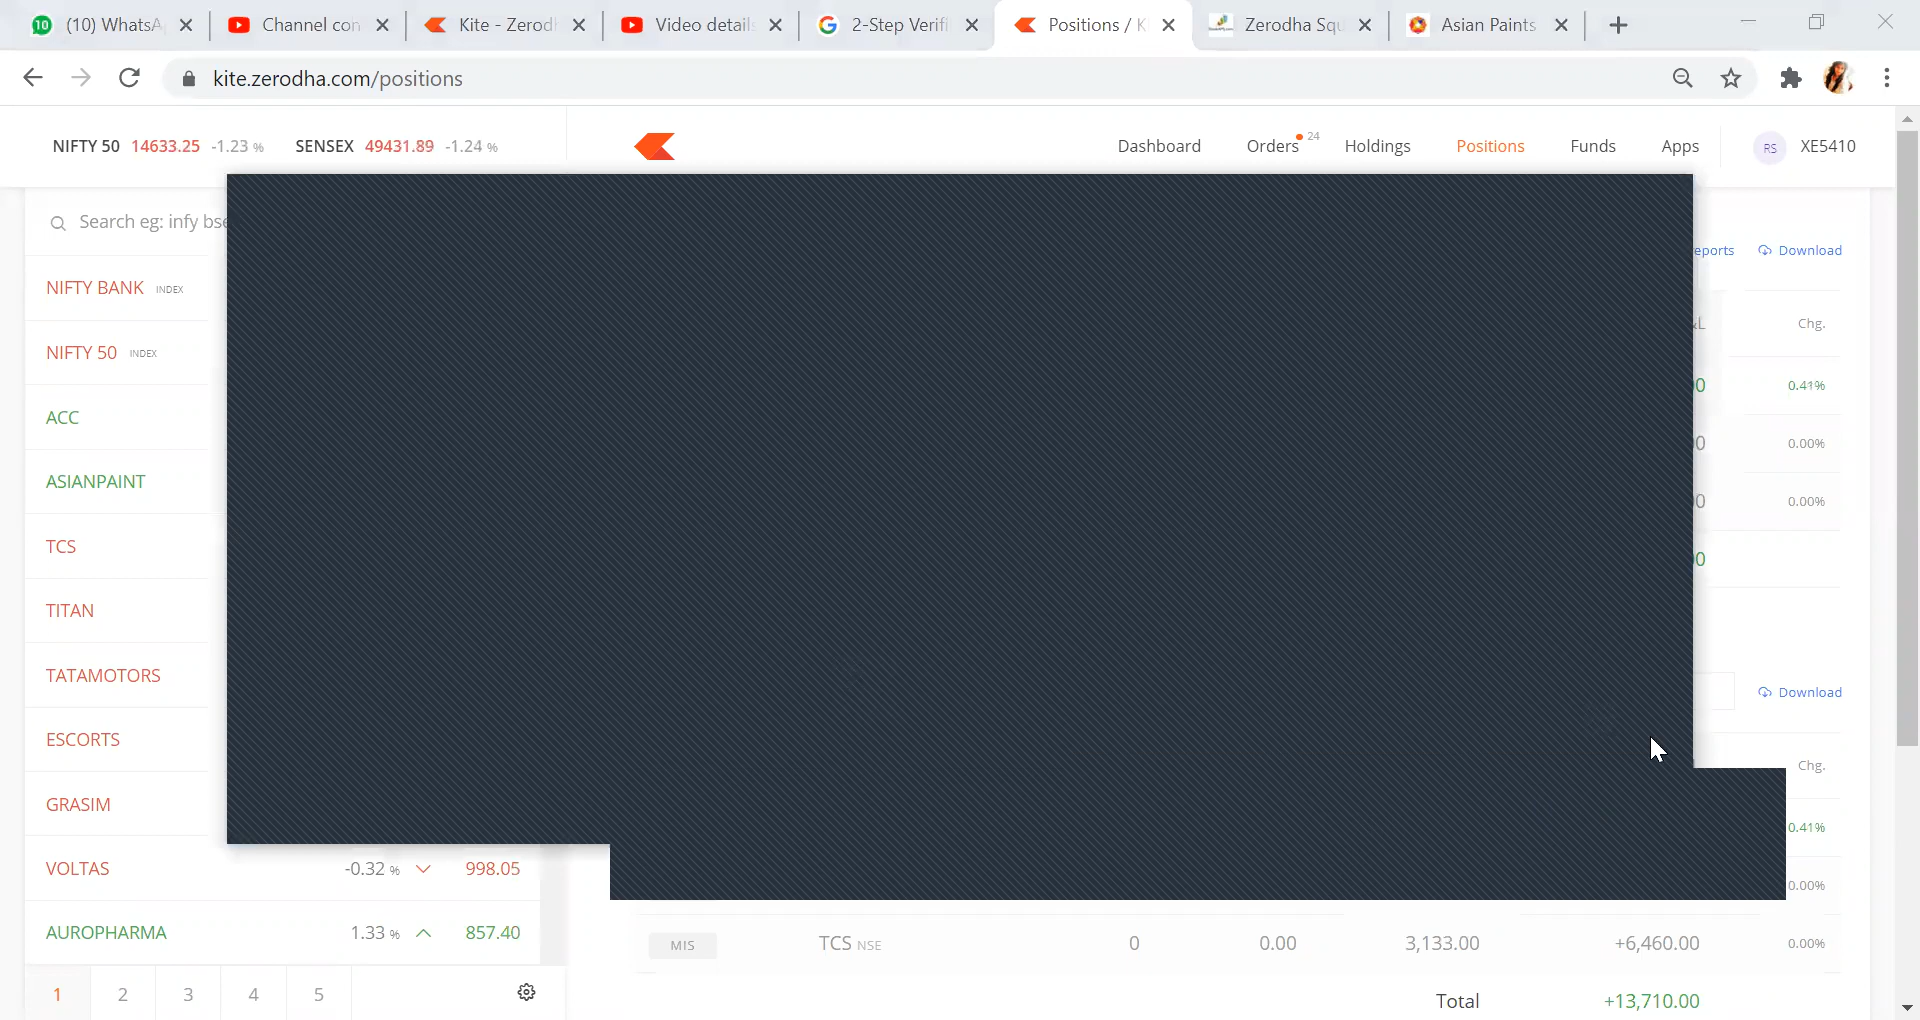 (10) WhatsA
Channel con
Kite - Zerodh
Video details
2-Step Verifi
Positions / K
Zerodha Squ
Asian Paints
kite.zerodha.com/positions
NIFTY 50 14633.25 -1.23 % SENSEX 49431.89 -1.24 %
Dashboard Orders 24 Holdings Positions Funds Apps RS XE5410
Search eg: infy bse
eports Download
NIFTY BANK INDEX
Chg.
NIFTY 50 INDEX
0.41%
ACC
0.00%
ASIANPAINT
0.00%
TCS
TITAN
TATAMOTORS
Download
ESCORTS
Chg.
GRASIM
0.41%
VOLTAS -0.32 % 998.05
0.00%
AUROPHARMA 1.33 % 857.40
MIS TCS NSE 0 0.00 3,133.00 +6,460.00 0.00%
1 2 3 4 5
Total +13,710.00